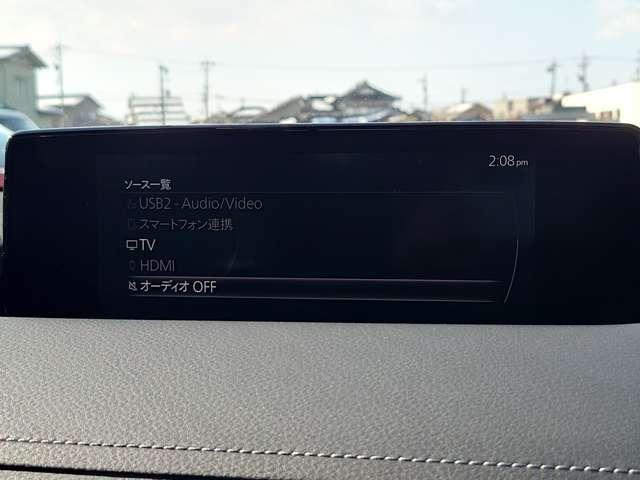 2:08pm
ソース一覧
USB2 - Audio/Video
スマートフォン連携
TV
HDMI
オーディオ OFF